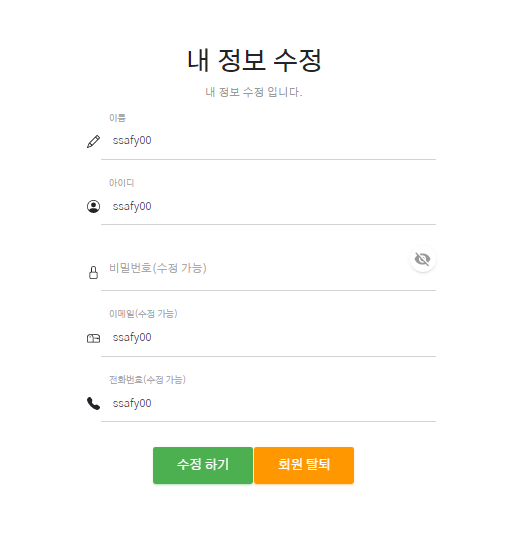 내 정보 수정
내 정보 수정 입니다.
이름
ssafy00
아이디
ssafy00
비밀번호(수정 가능)
이메일(수정 가능)
ssafy00
전화번호(수정 가능)
ssafy00
수정 하기 회원 탈퇴